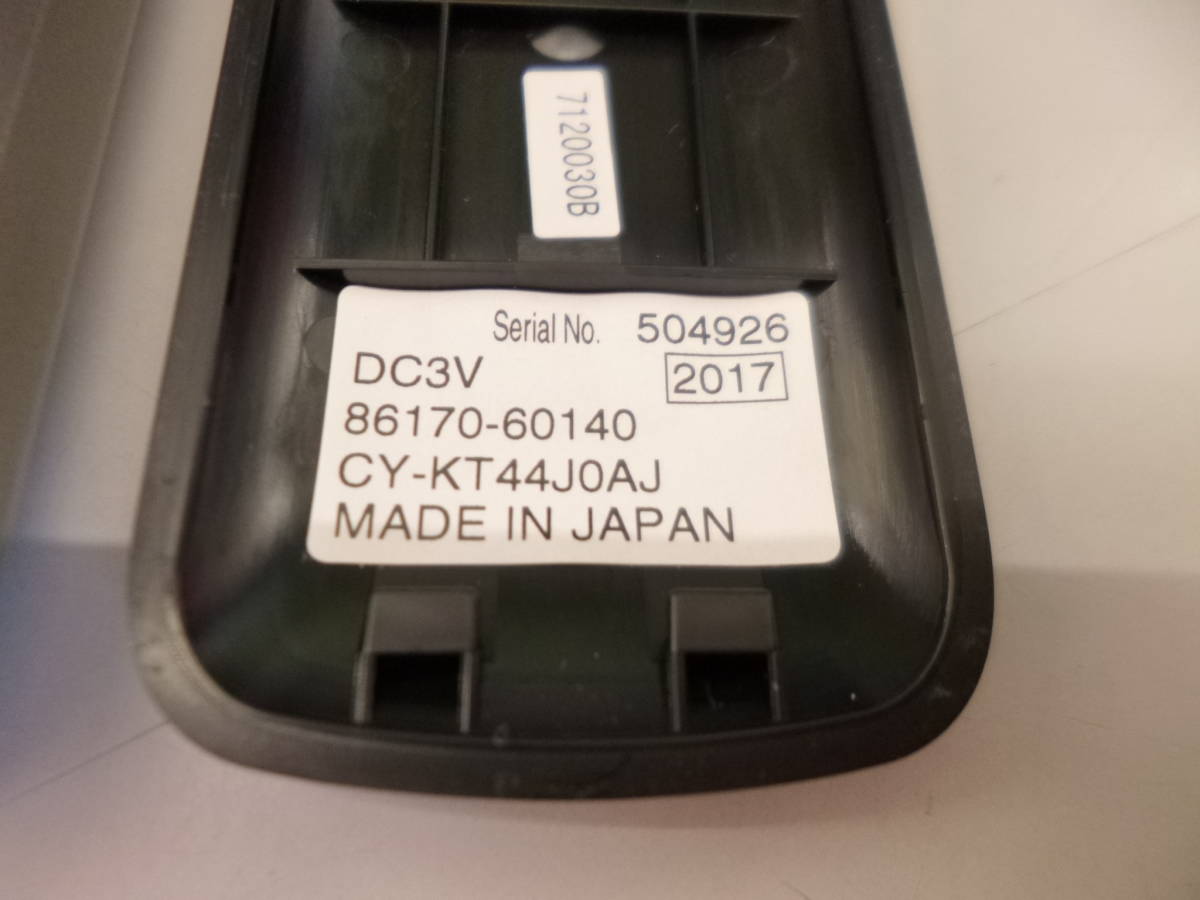 7120030B
Serial No. 504926
DC3V 2017
86170-60140
CY-KT44J0AJ
MADE IN JAPAN